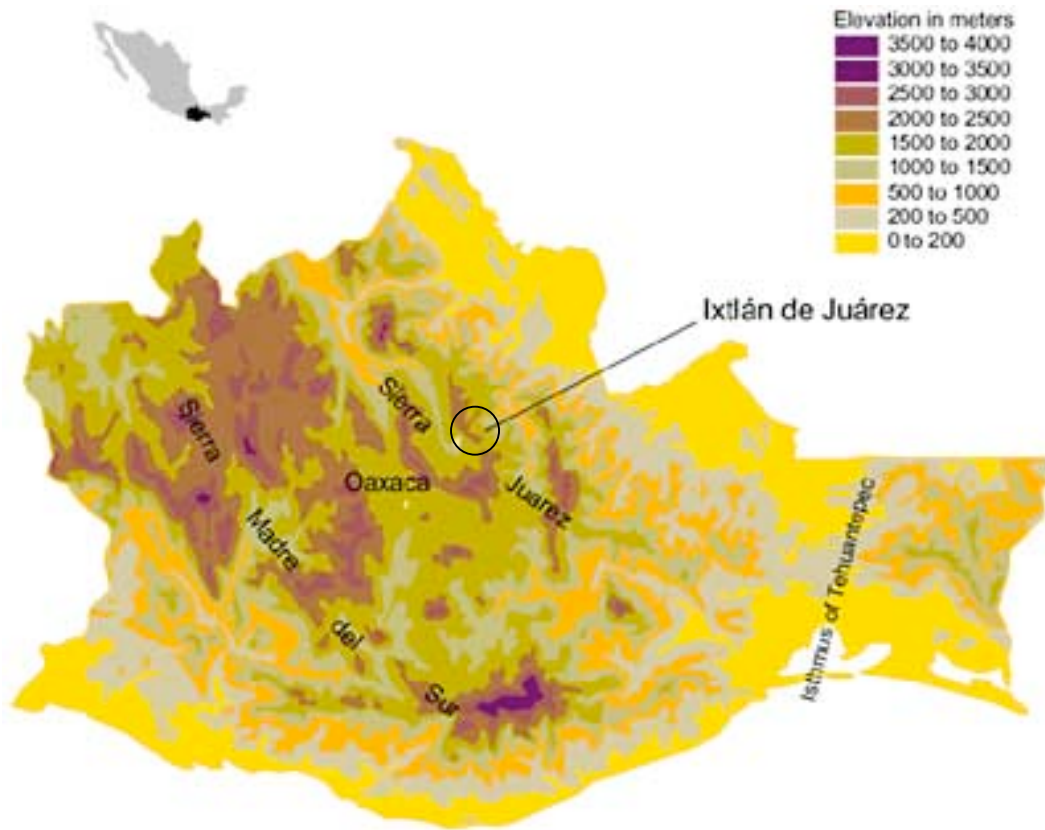 Elevation in meters
3500 to 4000
3000 to 3500
2500 to 3000
2000 to 2500
1500 to 2000
1000 to 1500
500 to 1000
200 to 500
0 to 200
Ixtlán de Juárez
Sierra
Juarez
Sierra
Madre
del
Sur
Oaxaca
Isthmus of Tehuantepec